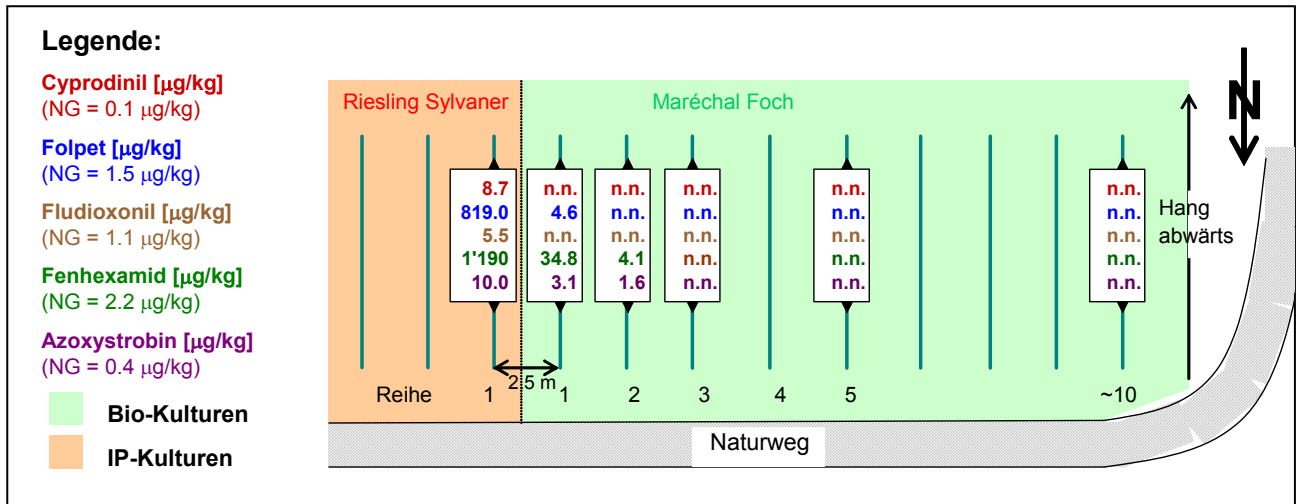 Legende:
Cyprodinil [µg/kg]
(NG = 0.1 µg/kg)
Folpet [µg/kg]
(NG = 1.5 µg/kg)
Fludioxonil [µg/kg]
(NG = 1.1 µg/kg)
Fenhexamid [µg/kg]
(NG = 2.2 µg/kg)
Azoxystrobin [µg/kg]
(NG = 0.4 µg/kg)
Bio-Kulturen
IP-Kulturen
Riesling Sylvaner
Maréchal Foch
N
8.7 n.n. n.n. n.n. n.n. n.n.
819.0 4.6 n.n. n.n. n.n. n.n.
5.5 n.n. n.n. n.n. n.n. n.n.
1'190 34.8 4.1 n.n. n.n. n.n.
10.0 3.1 1.6 n.n. n.n. n.n.
Hang
abwärts
2.5 m
Reihe 1 1 2 3 4 5 ~10
Naturweg